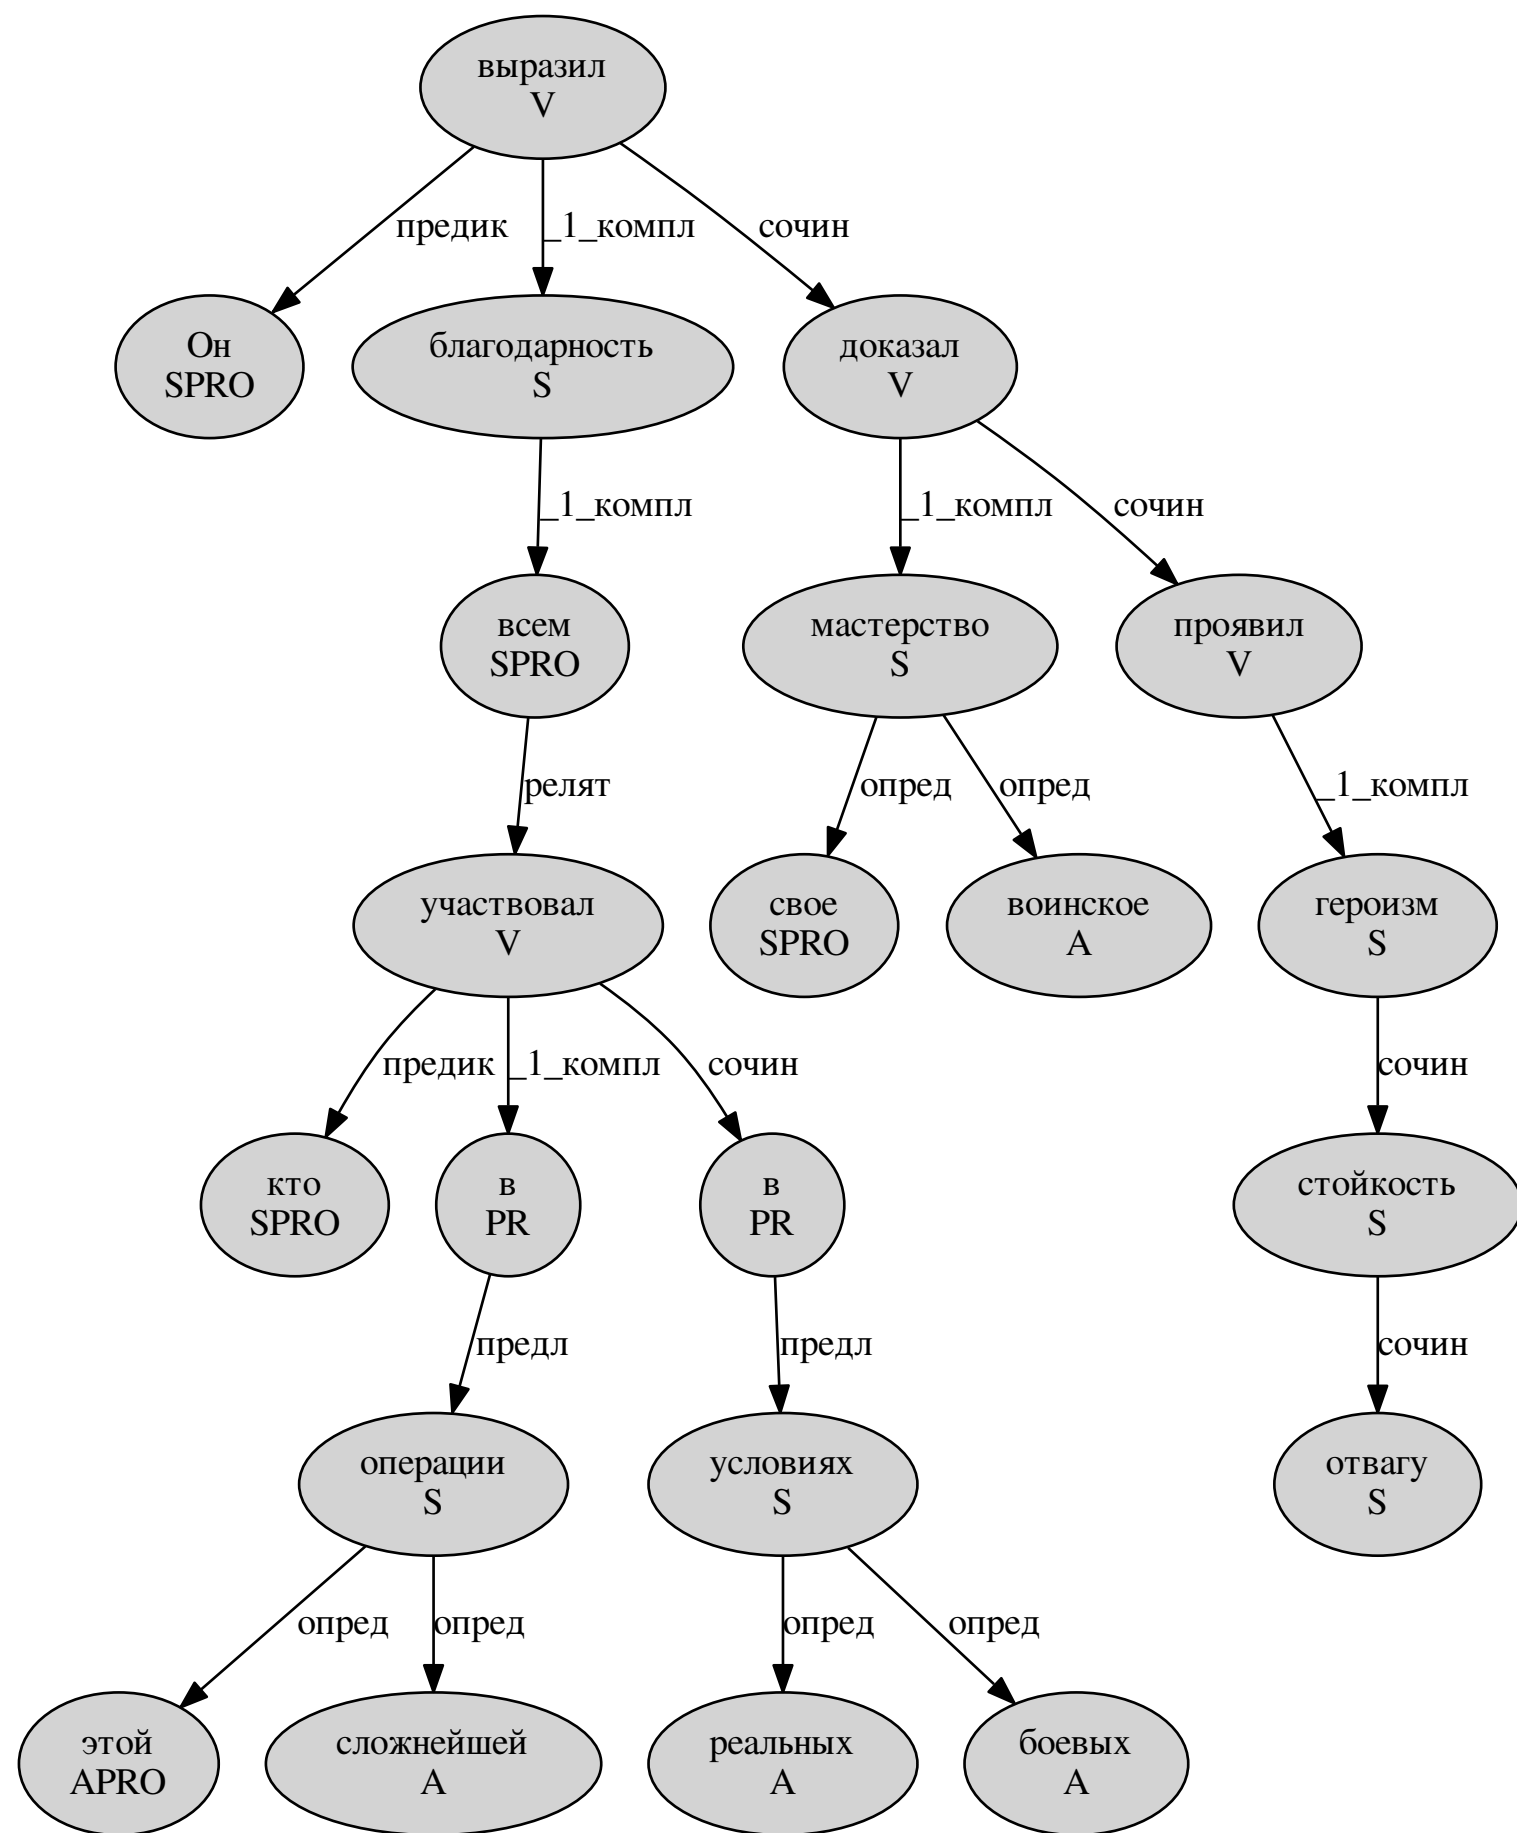 выразил
V
предик
_1_компл
сочин
Он
SPRO
благодарность
S
доказал
V
_1_компл
_1_компл
сочин
всем
SPRO
мастерство
S
проявил
V
релят
опред
опред
_1_компл
участвовал
V
свое
SPRO
воинское
A
героизм
S
предик
_1_компл
сочин
сочин
кто
SPRO
в
PR
в
PR
стойкость
S
предл
предл
сочин
операции
S
условиях
S
отвагу
S
опред
опред
опред
опред
этой
APRO
сложнейшей
A
реальных
A
боевых
A